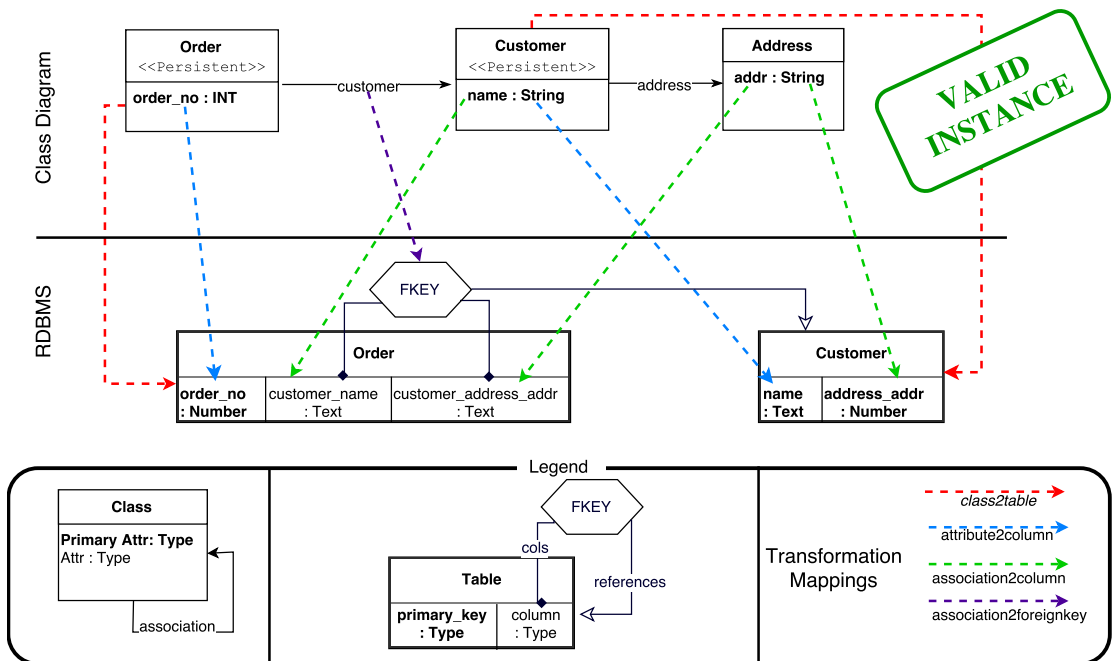 Class Diagram
Order
<<Persistent>>
order_no : INT
customer
Customer
<<Persistent>>
name : String
address
Address
addr : String
VALID
INSTANCE
RDBMS
FKEY
Order
order_no
: Number
customer_name
: Text
customer_address_addr
: Text
Customer
name
: Text
address_addr
: Number
Legend
Class
Primary Attr: Type
Attr : Type
association
FKEY
cols
references
Table
primary_key
: Type
column
: Type
Transformation
Mappings
class2table
attribute2column
association2column
association2foreignkey